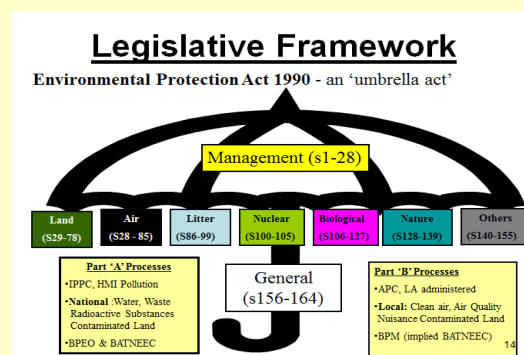 Legislative Framework
Environmental Protection Act 1990 - an ‘umbrella act’
Management (s1-28)
Land
(S29-78)
Air
(S28 - 85)
Litter
(S86-99)
Nuclear
(S100-105)
Biological
(S106-127)
Nature
(S128-139)
Others
(S140-155)
Part ‘A’ Processes
•IPPC, HMI Pollution
•National :Water, Waste
Radioactive Substances
Contaminated Land
•BPEO & BATNEEC
General
(s156-164)
Part ‘B’ Processes
•APC, LA administered
•Local: Clean air, Air Quality
Nuisance Contaminated Land
•BPM (implied BATNEEC)
14